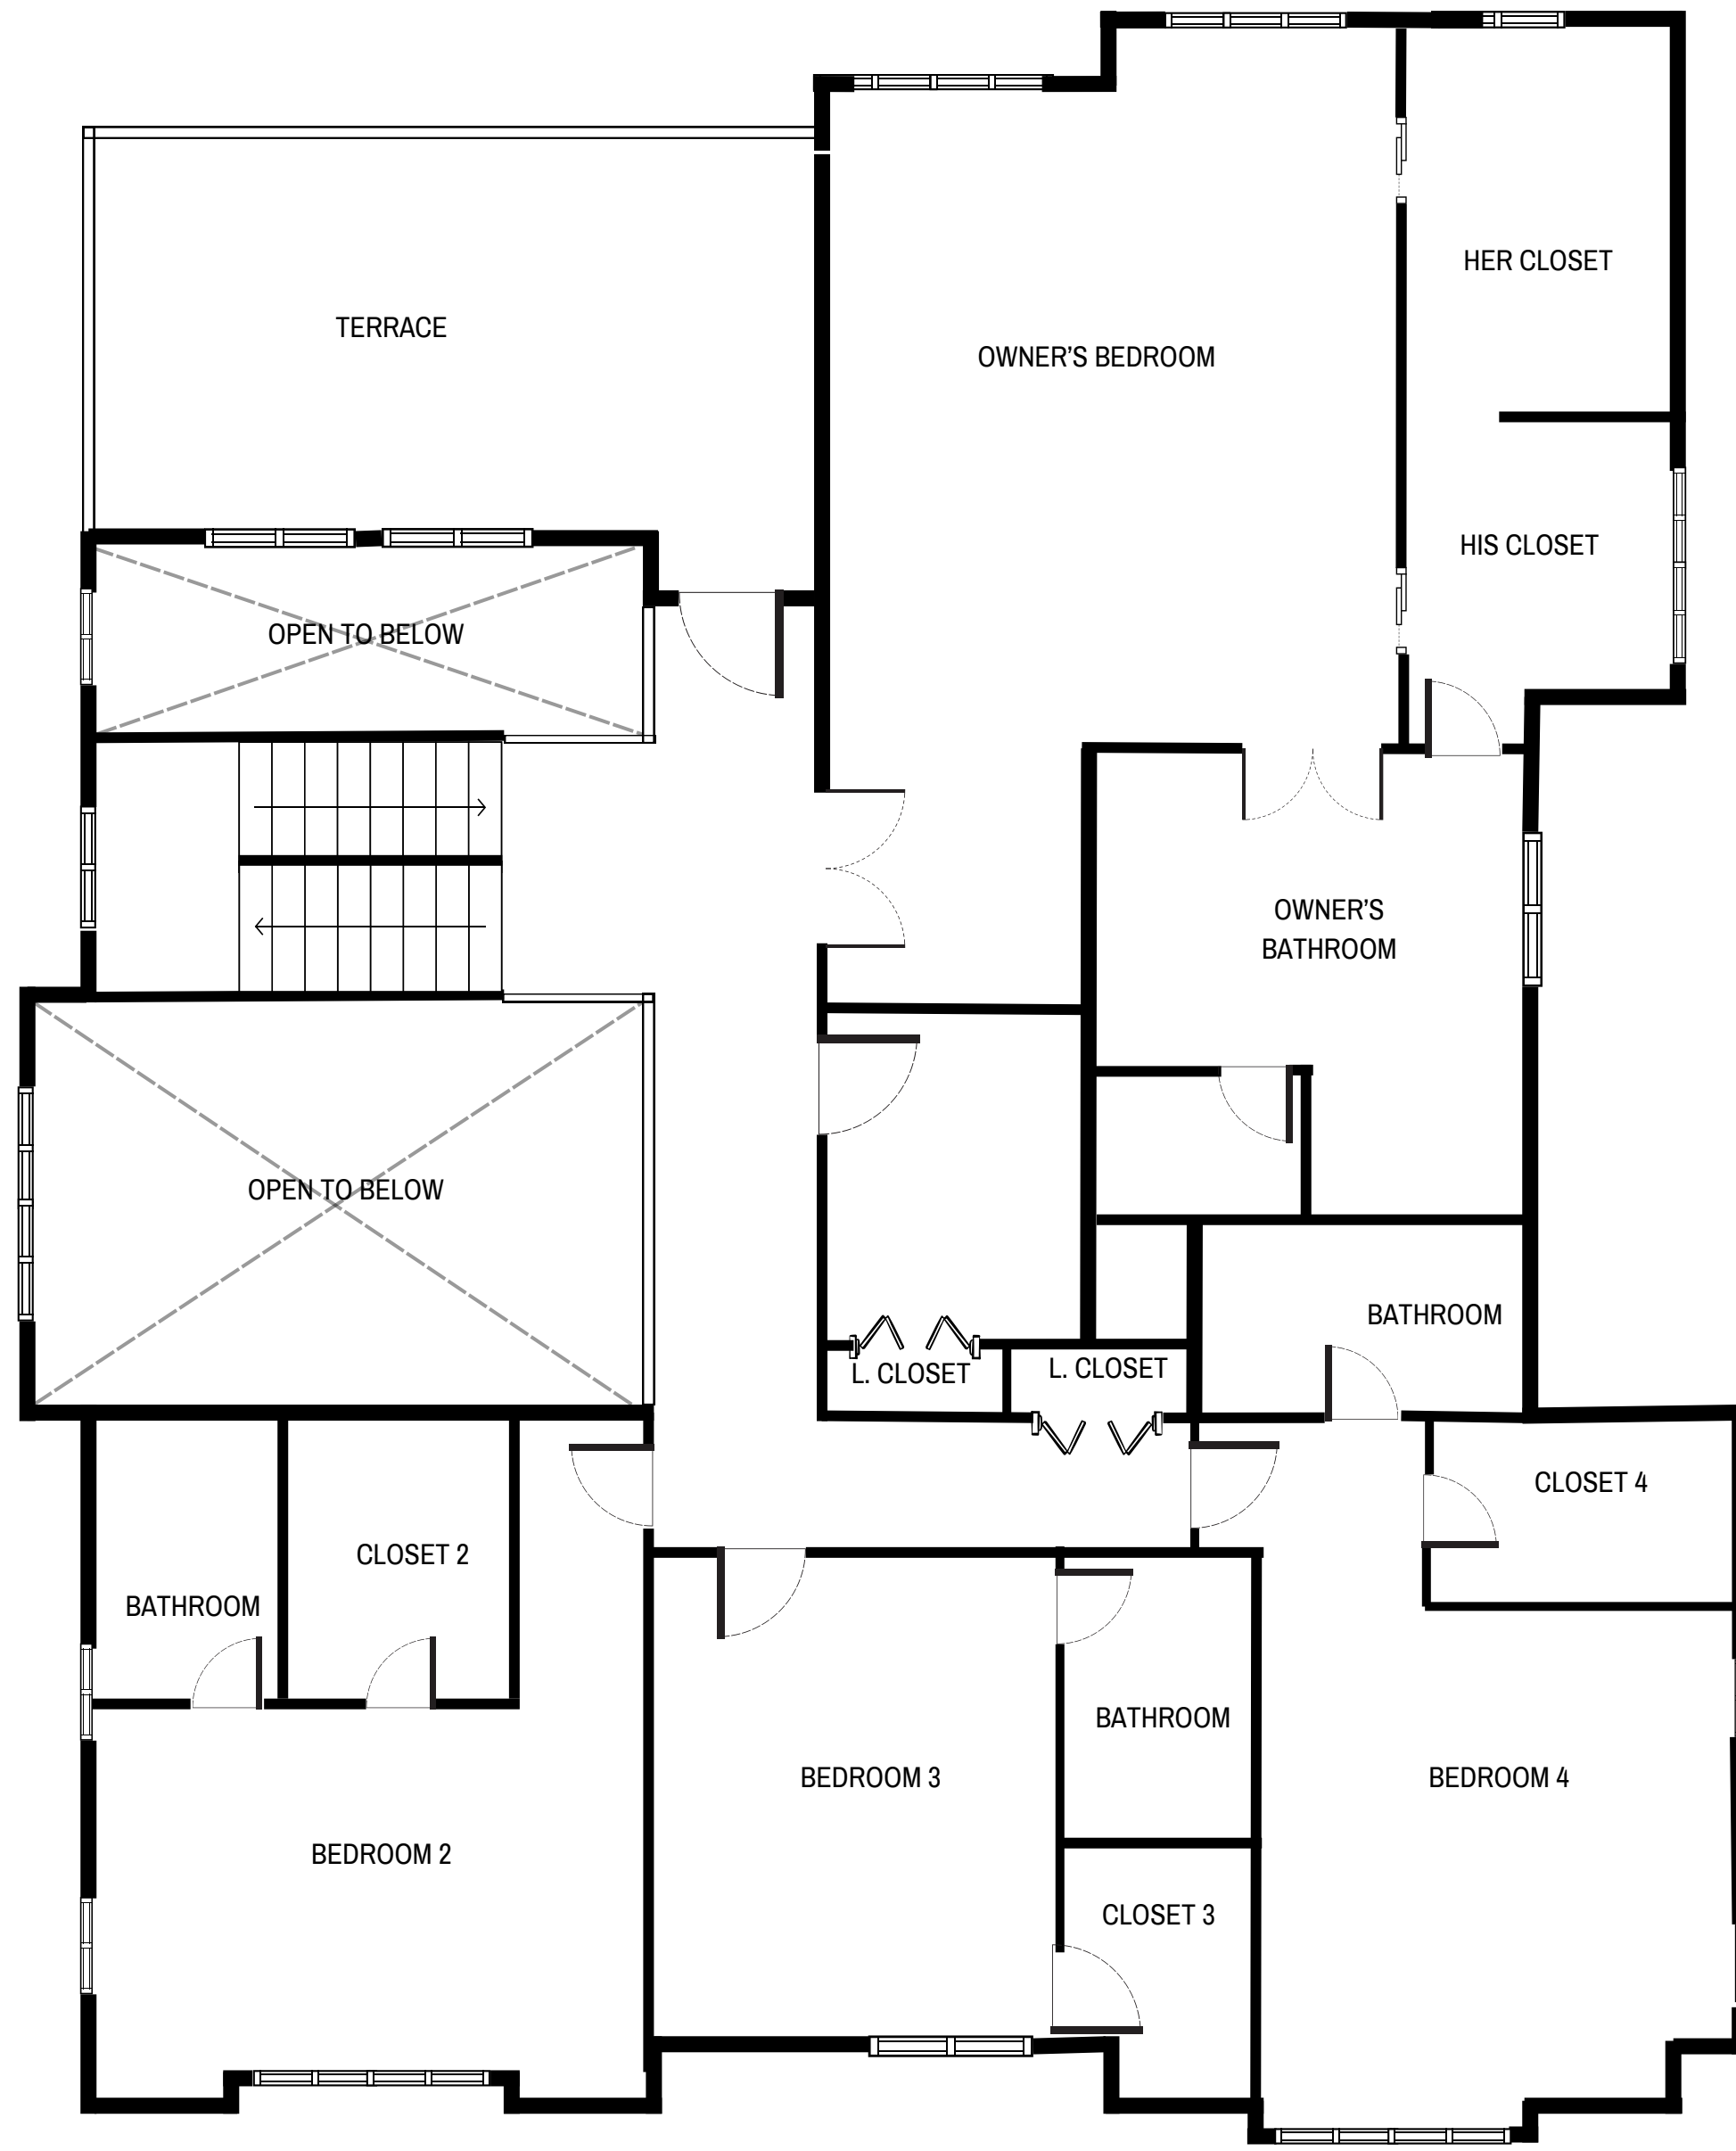 HER CLOSET
TERRACE
OWNER’S BEDROOM
HIS CLOSET
OPEN TO BELOW
OWNER’S
BATHROOM
OPEN TO BELOW
BATHROOM
L. CLOSET
L. CLOSET
CLOSET 4
CLOSET 2
BATHROOM
BATHROOM
BEDROOM 3
BEDROOM 4
BEDROOM 2
CLOSET 3